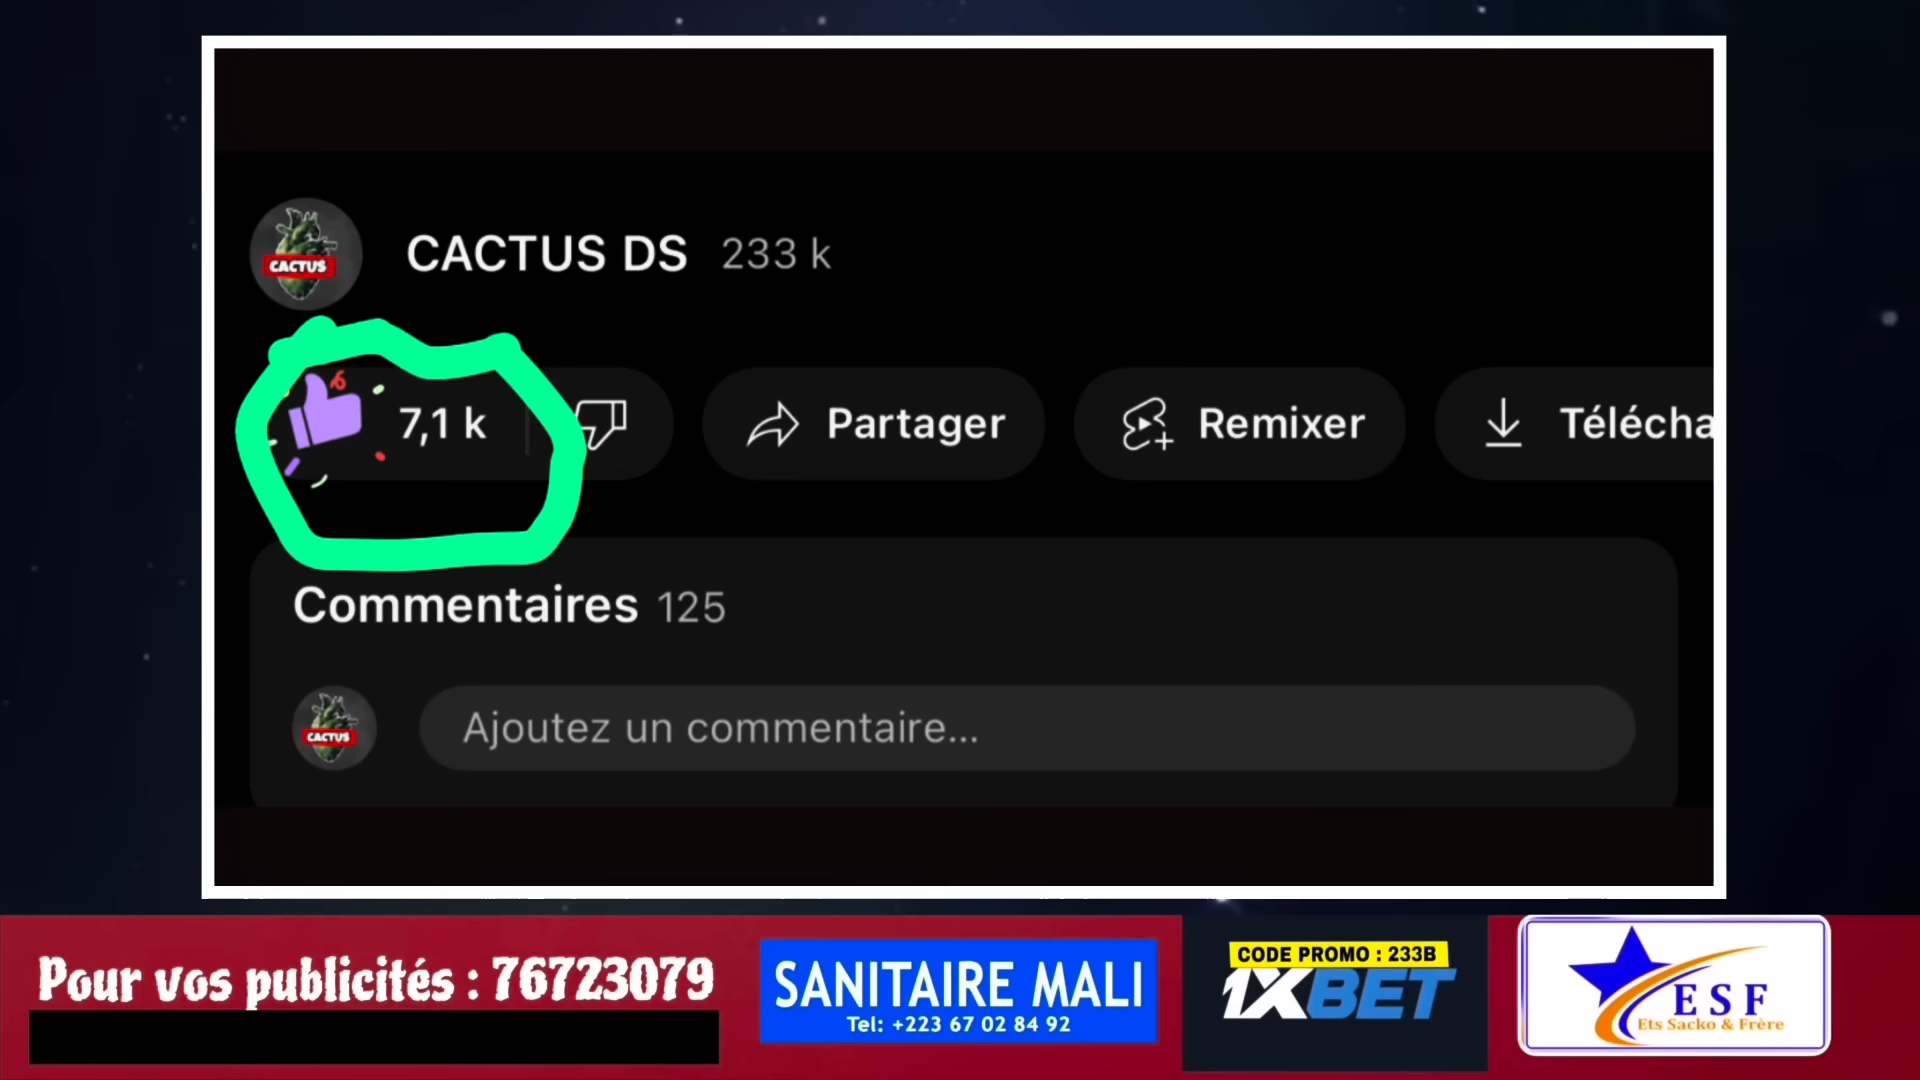 CACTUS
CACTUS DS 233 k
7,1 k
Partager
Remixer
Télécha
Commentaires 125
CACTUS
Ajoutez un commentaire...
Pour vos publicités : 76723079
SANITAIRE MALI
Tel: +223 67 02 84 92
CODE PROMO : 233B
1XBET
ESF
Ets Sacko & Frère